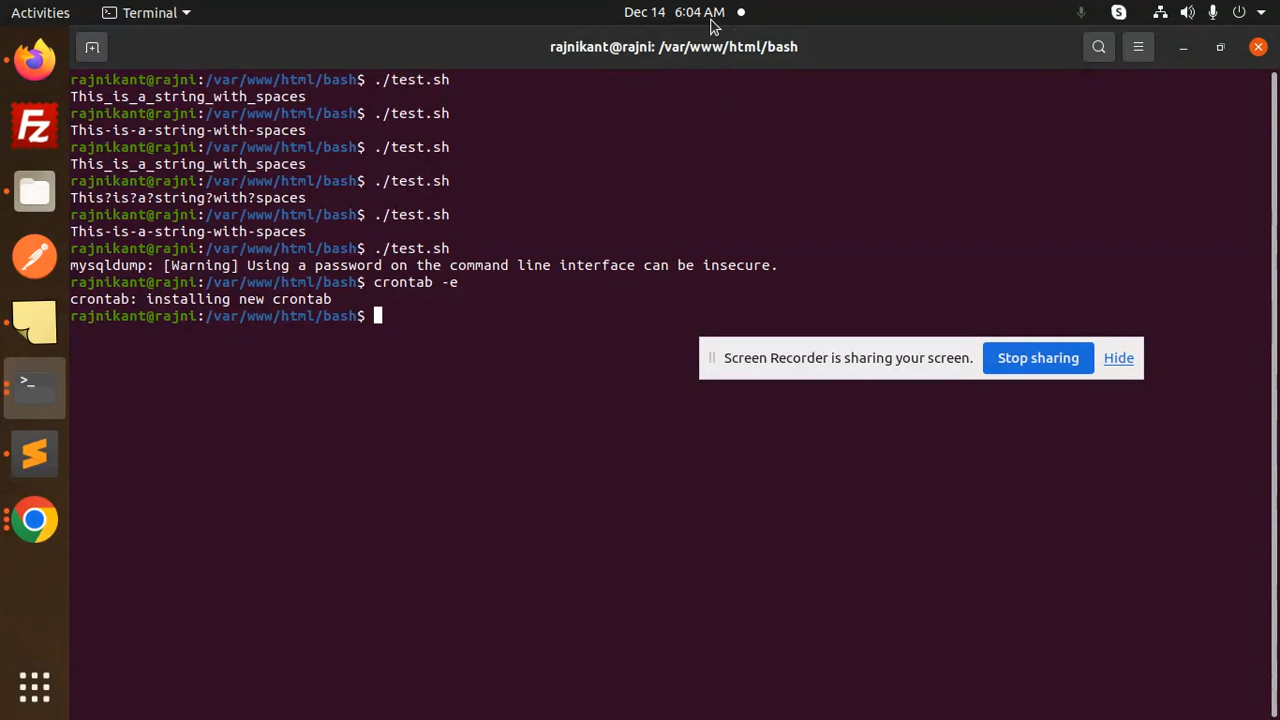 Activities
Terminal
Dec 14 6:04 AM
S
rajnikant@rajni: /var/www/html/bash
rajnikant@rajni:/var/www/html/bash$ ./test.sh
This_is_a_string_with_spaces
rajnikant@rajni:/var/www/html/bash$ ./test.sh
This-is-a-string-with-spaces
rajnikant@rajni:/var/www/html/bash$ ./test.sh
This_is_a_string_with_spaces
rajnikant@rajni:/var/www/html/bash$ ./test.sh
This?is?a?string?with?spaces
rajnikant@rajni:/var/www/html/bash$ ./test.sh
This-is-a-string-with-spaces
rajnikant@rajni:/var/www/html/bash$ ./test.sh
mysqldump: [Warning] Using a password on the command line interface can be insecure.
rajnikant@rajni:/var/www/html/bash$ crontab -e
crontab: installing new crontab
rajnikant@rajni:/var/www/html/bash$
Screen Recorder is sharing your screen. Stop sharing Hide
Fz
>_